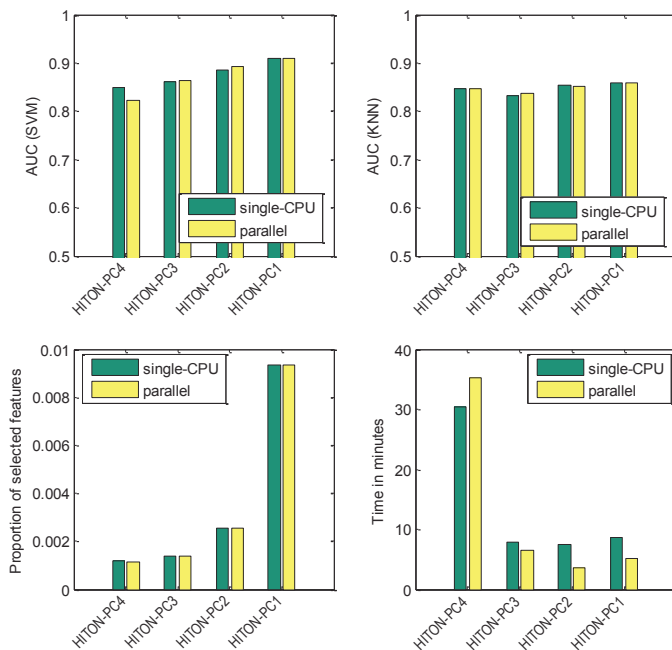 1
0.9
0.8
0.7
0.6
0.5
AUC (SVM)
single-CPU
parallel
HITON-PC4
HITON-PC3
HITON-PC2
HITON-PC1
1
0.9
0.8
0.7
0.6
0.5
AUC (KNN)
single-CPU
parallel
HITON-PC4
HITON-PC3
HITON-PC2
HITON-PC1
0.01
0.008
0.006
0.004
0.002
0
Proportion of selected features
single-CPU
parallel
HITON-PC4
HITON-PC3
HITON-PC2
HITON-PC1
40
30
20
10
0
Time in minutes
single-CPU
parallel
HITON-PC4
HITON-PC3
HITON-PC2
HITON-PC1